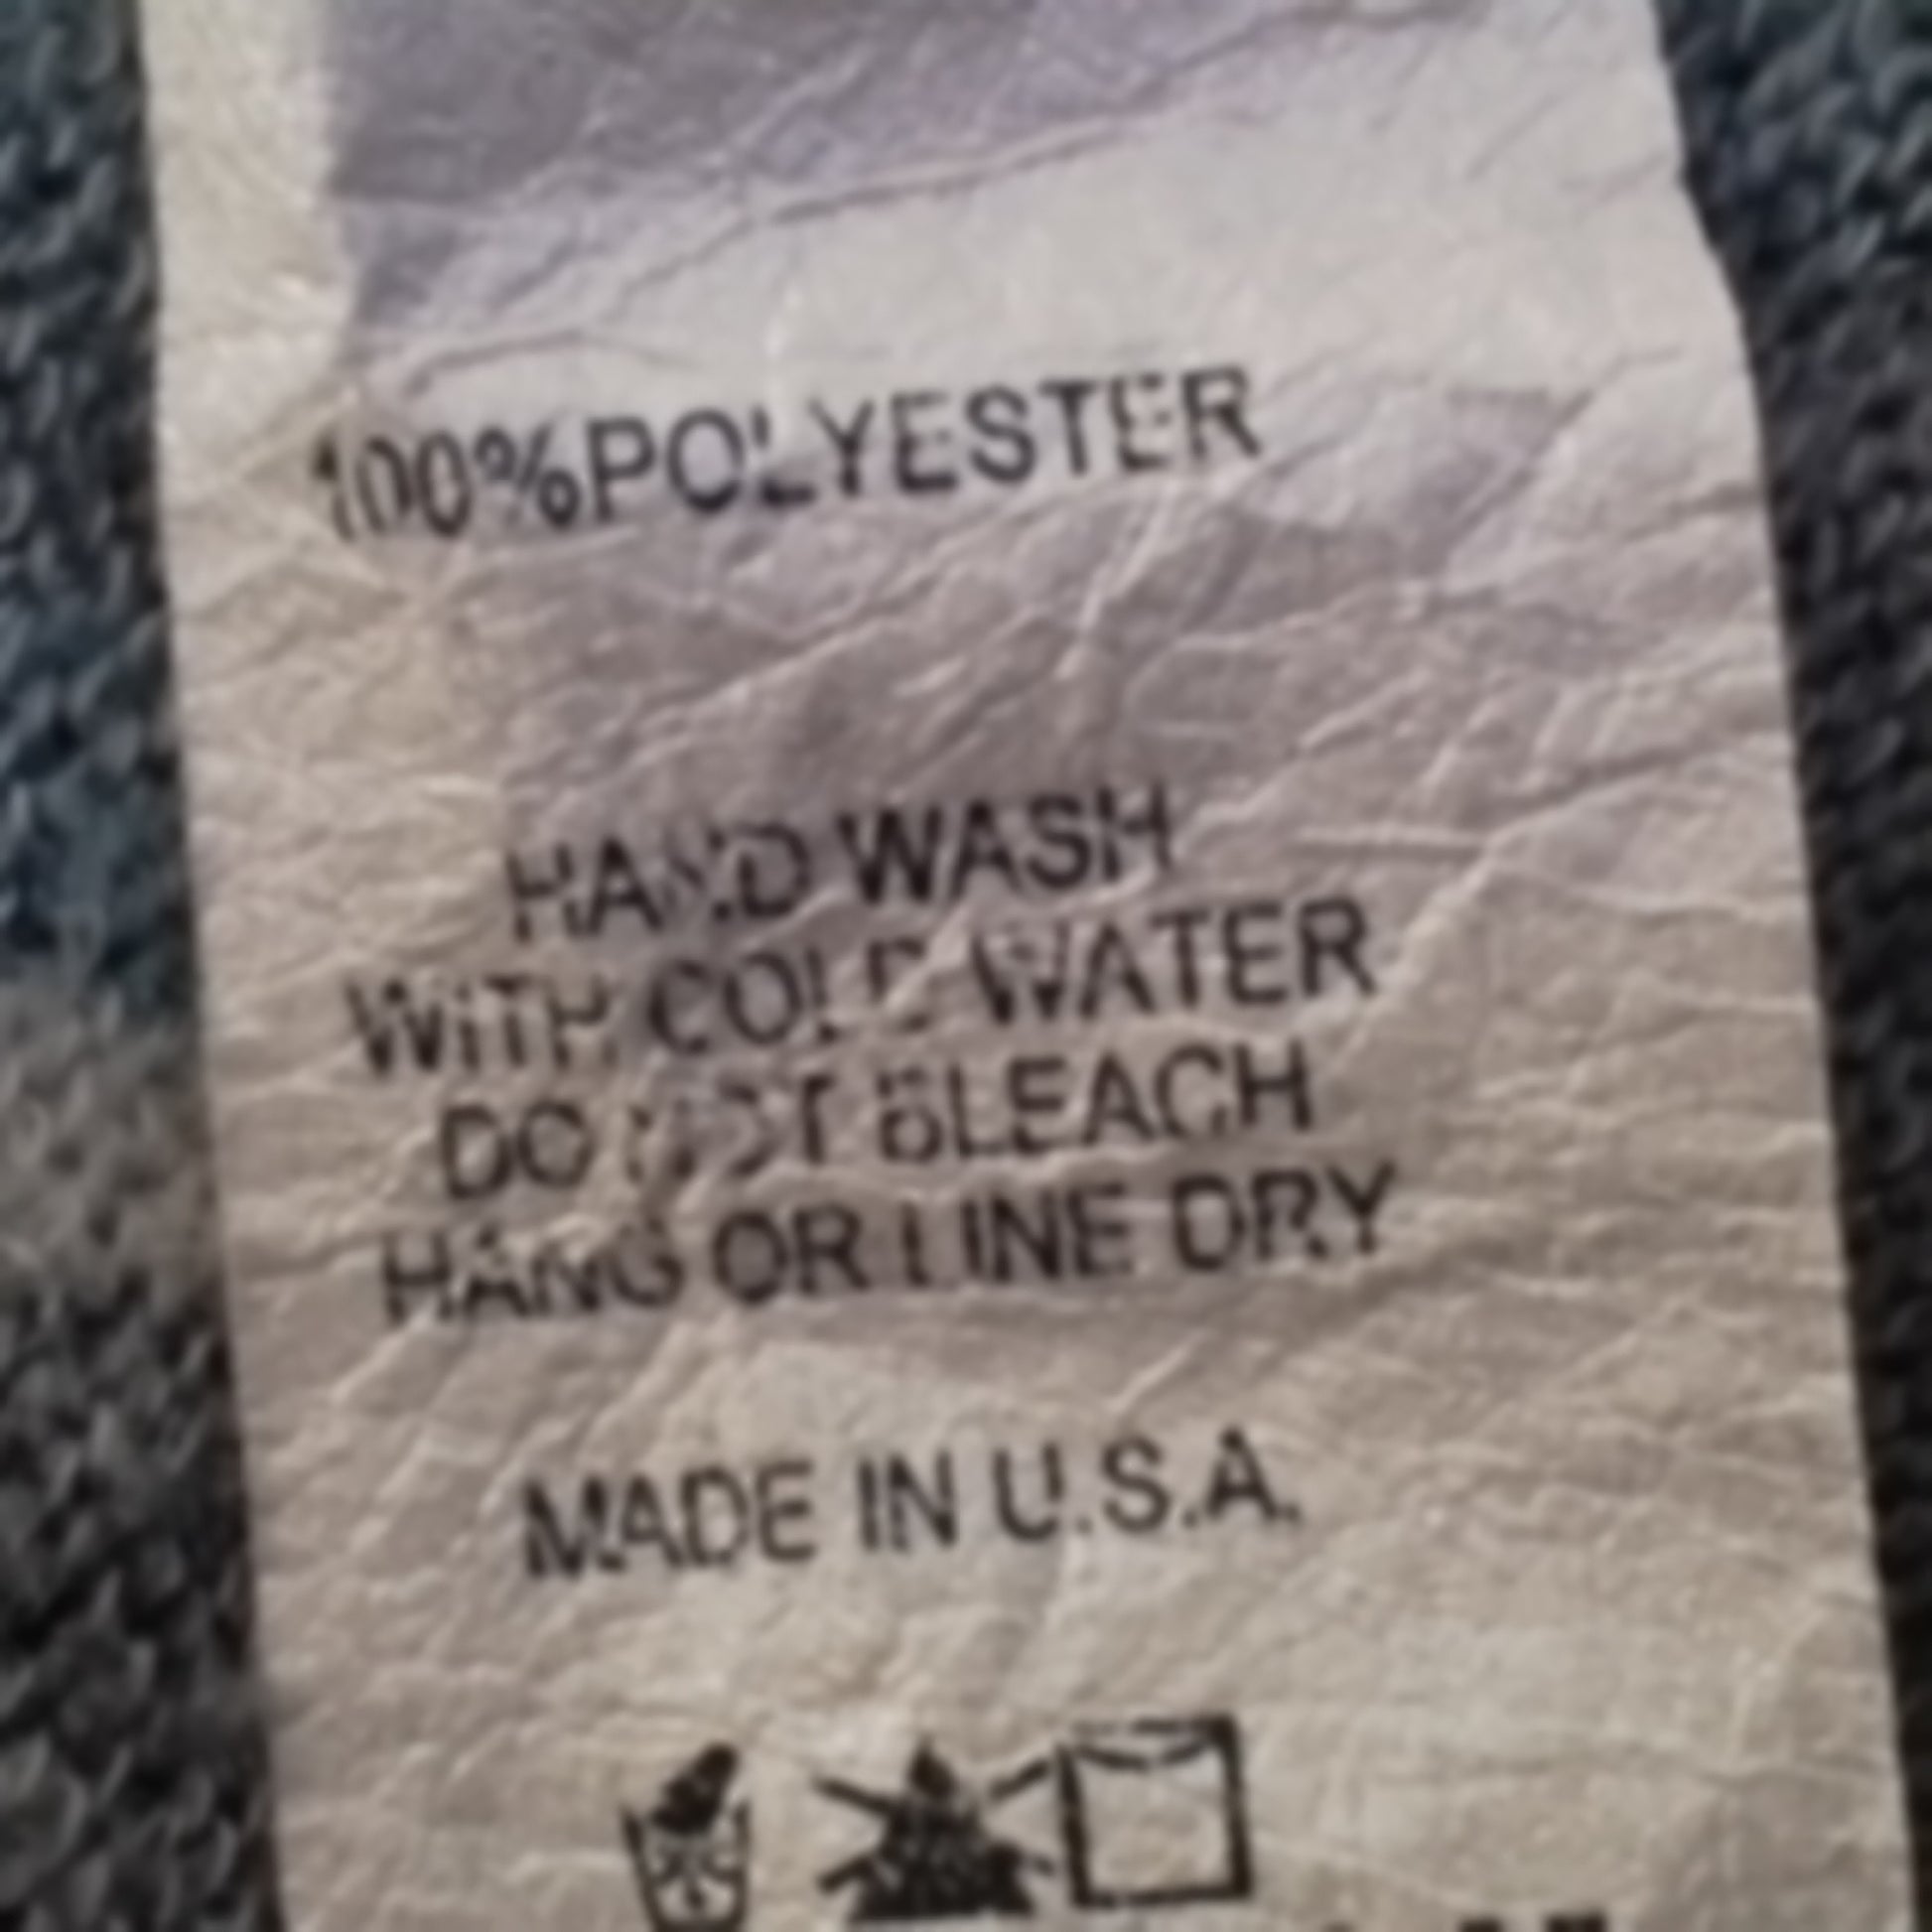 100%POLYESTER
HAND WASH
WITH COLD WATER
DO NOT BLEACH
HANG OR LINE DRY
MADE IN U.S.A.